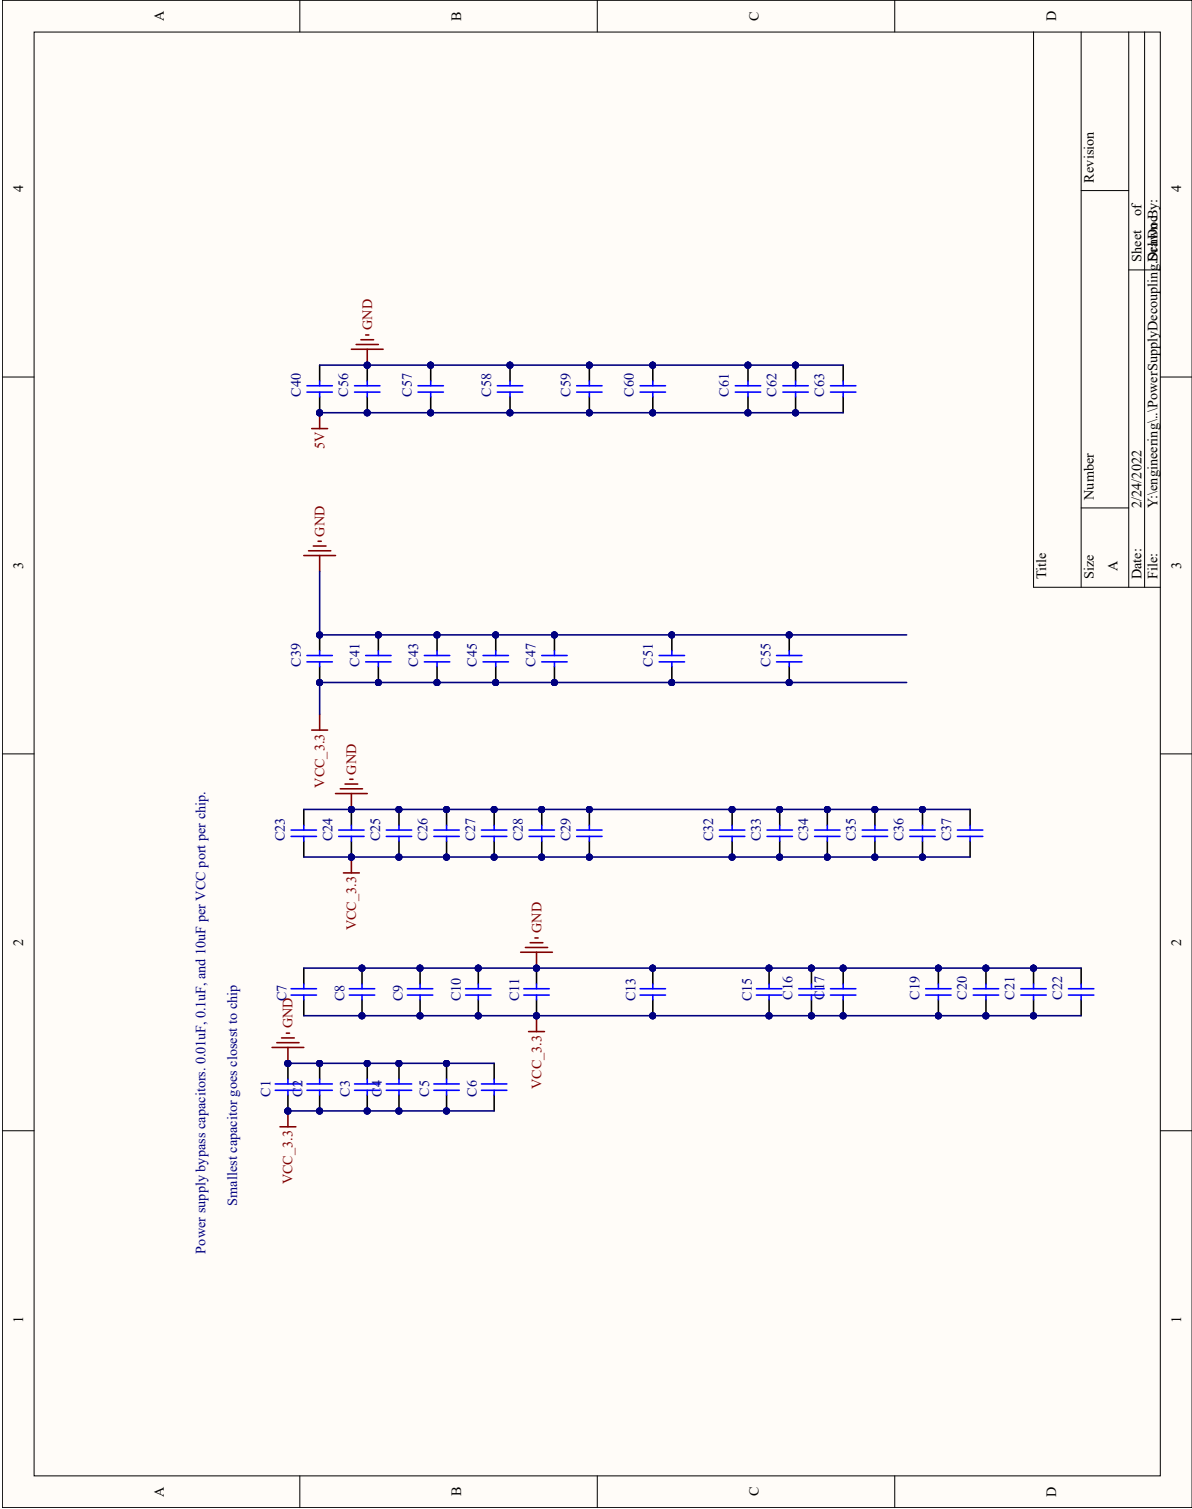 1
2
3
4
A
B
C
D
Power supply bypass capacitors. 0.01uF, 0.1uF, and 10uF per VCC port per chip.
Smallest capacitor goes closest to chip
VCC_3.3
GND
C1
C2
C3
C4
C5
C6
C7
C8
C9
C10
C11
C13
C15
C16
C17
C19
C20
C21
C22
VCC_3.3
GND
C23
C24
C25
C26
C27
C28
C29
C32
C33
C34
C35
C36
C37
VCC_3.3
GND
C39
C41
C43
C45
C47
C51
C55
VCC_3.3
GND
C40
C56
C57
C58
C59
C60
C61
C62
C63
5V
GND
Title
Size
A
Number
Revision
Date:
2/24/2022
Sheet of
File:
Y:\engineering\..\PowerSupplyDecoupling.SchDoc
Drawn By:
1
2
3
4
A
B
C
D